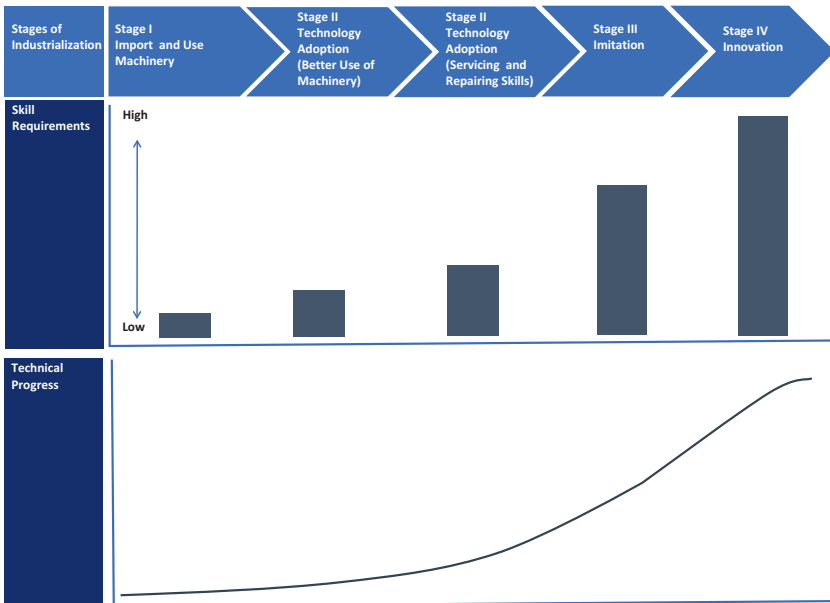 Stages of
Industrialization
Stage I
Import and Use
Machinery
Stage II
Technology
Adoption
(Better Use of
Machinery)
Stage II
Technology
Adoption
(Servicing and
Repairing Skills)
Stage III
Imitation
Stage IV
Innovation
Skill
Requirements
High
Low
Technical
Progress